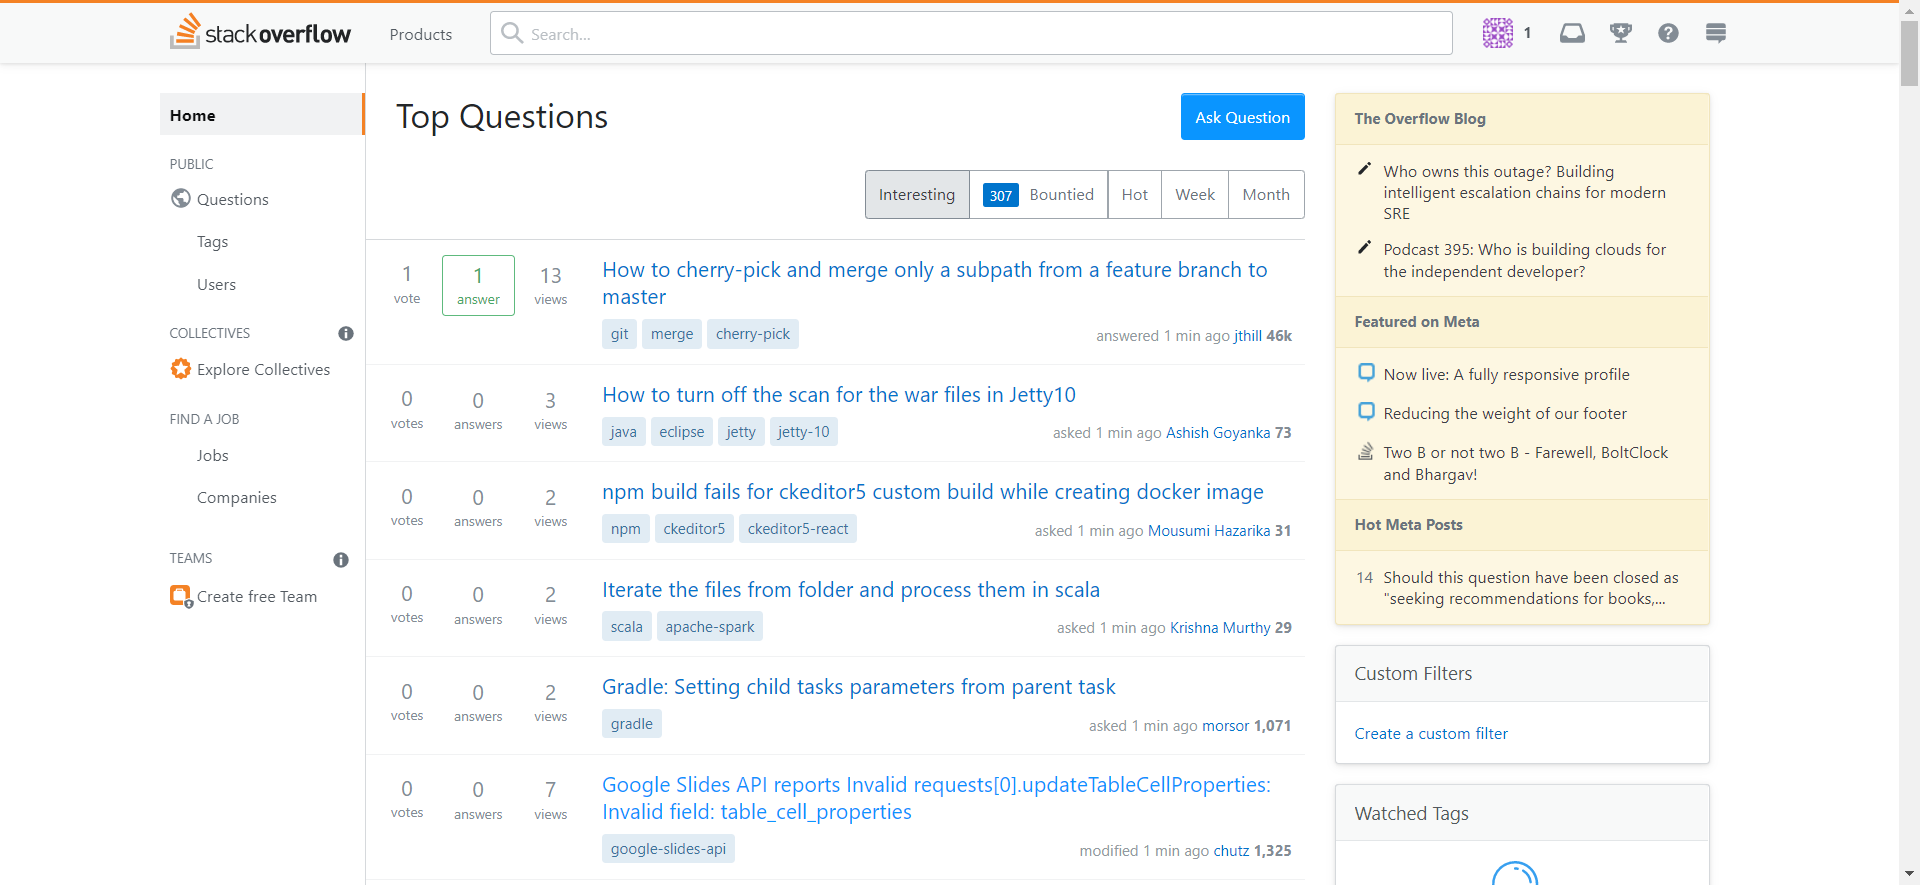 stackoverflow
Products
Search...
1
Home
PUBLIC
Questions
Tags
Users
COLLECTIVES
Explore Collectives
FIND A JOB
Jobs
Companies
TEAMS
Create free Team
Top Questions
Ask Question
Interesting
307 Bountied
Hot
Week
Month
1 vote
1 answer
13 views
How to cherry-pick and merge only a subpath from a feature branch to
master
git merge cherry-pick
answered 1 min ago jthill 46k
0 votes
0 answers
3 views
How to turn off the scan for the war files in Jetty10
java eclipse jetty jetty-10
asked 1 min ago Ashish Goyanka 73
0 votes
0 answers
2 views
npm build fails for ckeditor5 custom build while creating docker image
npm ckeditor5 ckeditor5-react
asked 1 min ago Mousumi Hazarika 31
0 votes
0 answers
2 views
Iterate the files from folder and process them in scala
scala apache-spark
asked 1 min ago Krishna Murthy 29
0 votes
0 answers
2 views
Gradle: Setting child tasks parameters from parent task
gradle
asked 1 min ago morsor 1,071
0 votes
0 answers
7 views
Google Slides API reports Invalid requests[0].updateTableCellProperties:
Invalid field: table_cell_properties
google-slides-api
modified 1 min ago chutz 1,325
The Overflow Blog
Who owns this outage? Building
intelligent escalation chains for modern
SRE
Podcast 395: Who is building clouds for
the independent developer?
Featured on Meta
Now live: A fully responsive profile
Reducing the weight of our footer
Two B or not two B - Farewell, BoltClock
and Bhargav!
Hot Meta Posts
14 Should this question have been closed as
"seeking recommendations for books,...
Custom Filters
Create a custom filter
Watched Tags